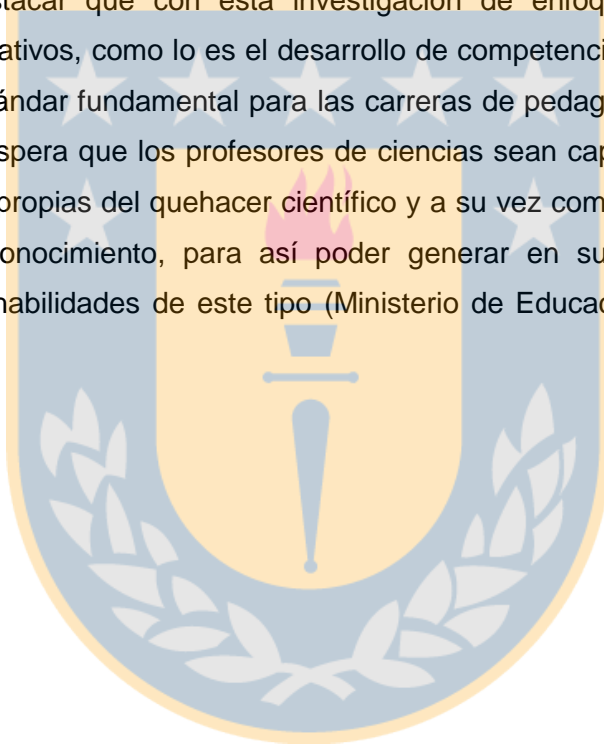 stacar que con esta investigación de enfoq
ativos, como lo es el desarrollo de competenci
ándar fundamental para las carreras de pedag
spera que los profesores de ciencias sean cap
propias del quehacer científico y a su vez com
onocimiento, para así poder generar en su
habilidades de este tipo (Ministerio de Educac